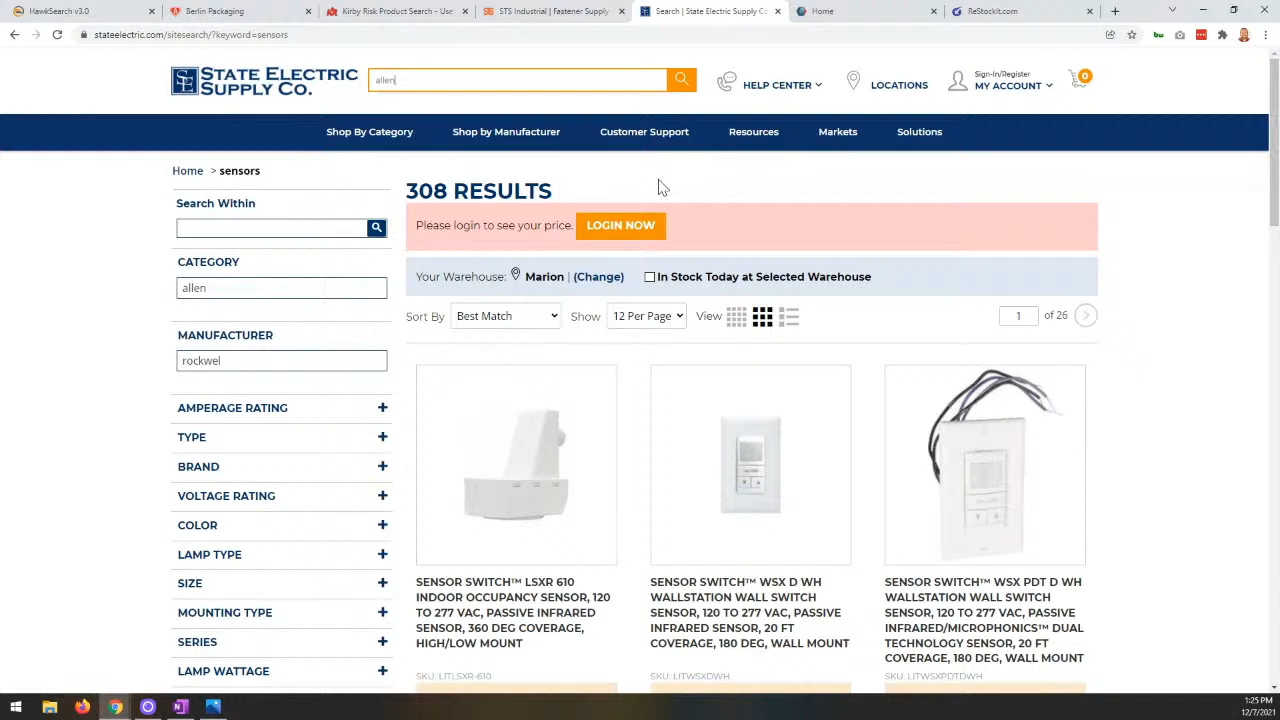 HawkSearch v3.0
Berlin Packaging
Kirby Risk Product Search - Use
STS Industrial | Fastener Supply
Search | State Electric Supply Co
Home
ReStockIt.com
stateelectric.com/sitesearch/?keyword=sensors
STATE ELECTRIC
SUPPLY CO.
allen
HELP CENTER
LOCATIONS
Sign-In/Register
MY ACCOUNT
0
Shop By Category
Shop by Manufacturer
Customer Support
Resources
Markets
Solutions
Home > sensors
308 RESULTS
Search Within
Please login to see your price. LOGIN NOW
CATEGORY
allen
Your Warehouse: Marion | (Change) In Stock Today at Selected Warehouse
Sort By Best Match Show 12 Per Page View 1 of 26
MANUFACTURER
rockwel
AMPERAGE RATING
TYPE
BRAND
VOLTAGE RATING
COLOR
LAMP TYPE
SIZE
MOUNTING TYPE
SERIES
LAMP WATTAGE
SENSOR SWITCH™ LSXR 610
INDOOR OCCUPANCY SENSOR, 120
TO 277 VAC, PASSIVE INFRARED
SENSOR, 360 DEG COVERAGE,
HIGH/LOW MOUNT
SKU: LITLSXR-610
SENSOR SWITCH™ WSX D WH
WALLSTATION WALL SWITCH
SENSOR, 120 TO 277 VAC, PASSIVE
INFRARED SENSOR, 20 FT
COVERAGE, 180 DEG, WALL MOUNT
SKU: LITWSXDWH
SENSOR SWITCH™ WSX PDT D WH
WALLSTATION WALL SWITCH
SENSOR, 120 TO 277 VAC, PASSIVE
INFRARED/MICROPHONICS™ DUAL
TECHNOLOGY SENSOR, 20 FT
COVERAGE, 180 DEG, WALL MOUNT
SKU: LITWSXPDTDWH
1:25 PM
12/7/2021